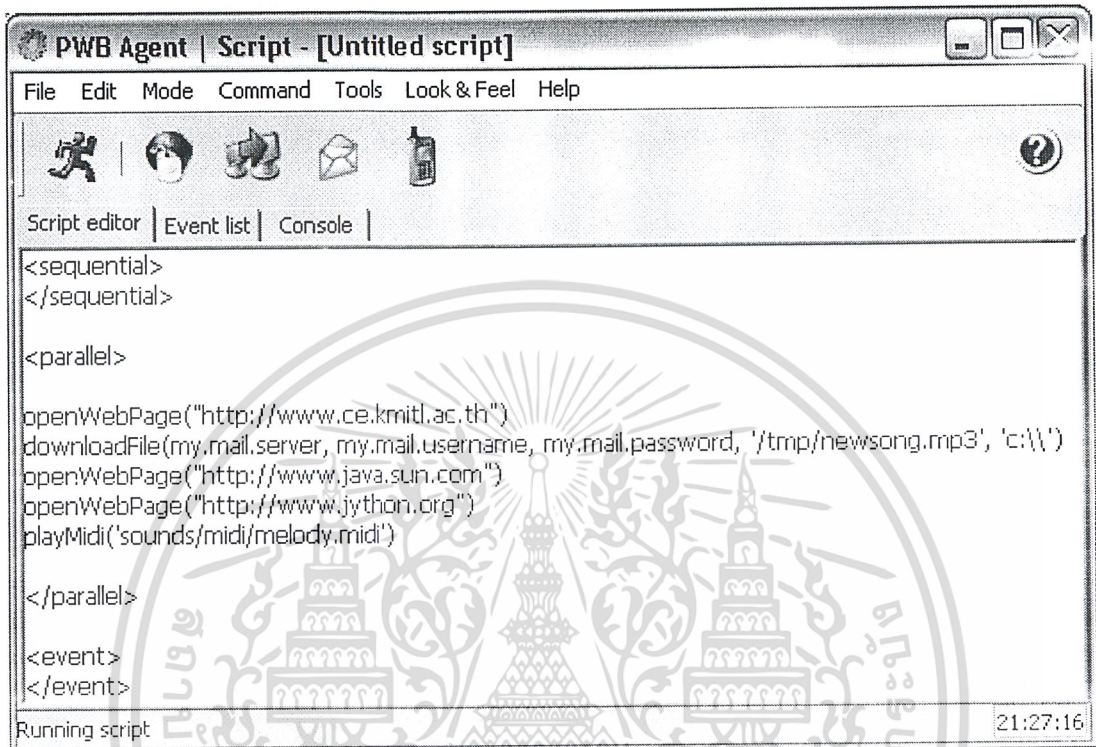 PWB Agent | Script - [Untitled script]
File Edit Mode Command Tools Look & Feel Help
Script editor Event list Console
<sequential>
</sequential>
<parallel>
openWebPage("http://www.ce.kmitl.ac.th")
downloadFile(my.mail.server, my.mail.username, my.mail.password, '/tmp/newsong.mp3', 'c:\\')
openWebPage("http://www.java.sun.com")
openWebPage("http://www.jython.org")
playMidi('sounds/midi/melody.midi')
</parallel>
<event>
</event>
Running script 21:27:16